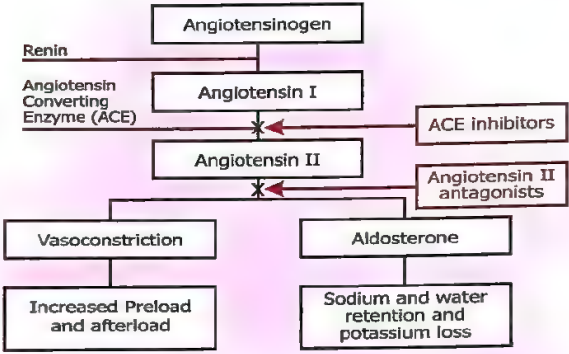 Angiotensinogen
Renin
Angiotensin I
Angiotensin
Converting
Enzyme (ACE)
ACE inhibitors
Angiotensin II
Angiotensin II
antagonists
Vasoconstriction
Aldosterone
Increased Preload
and afterload
Sodium and water
retention and
potassium loss